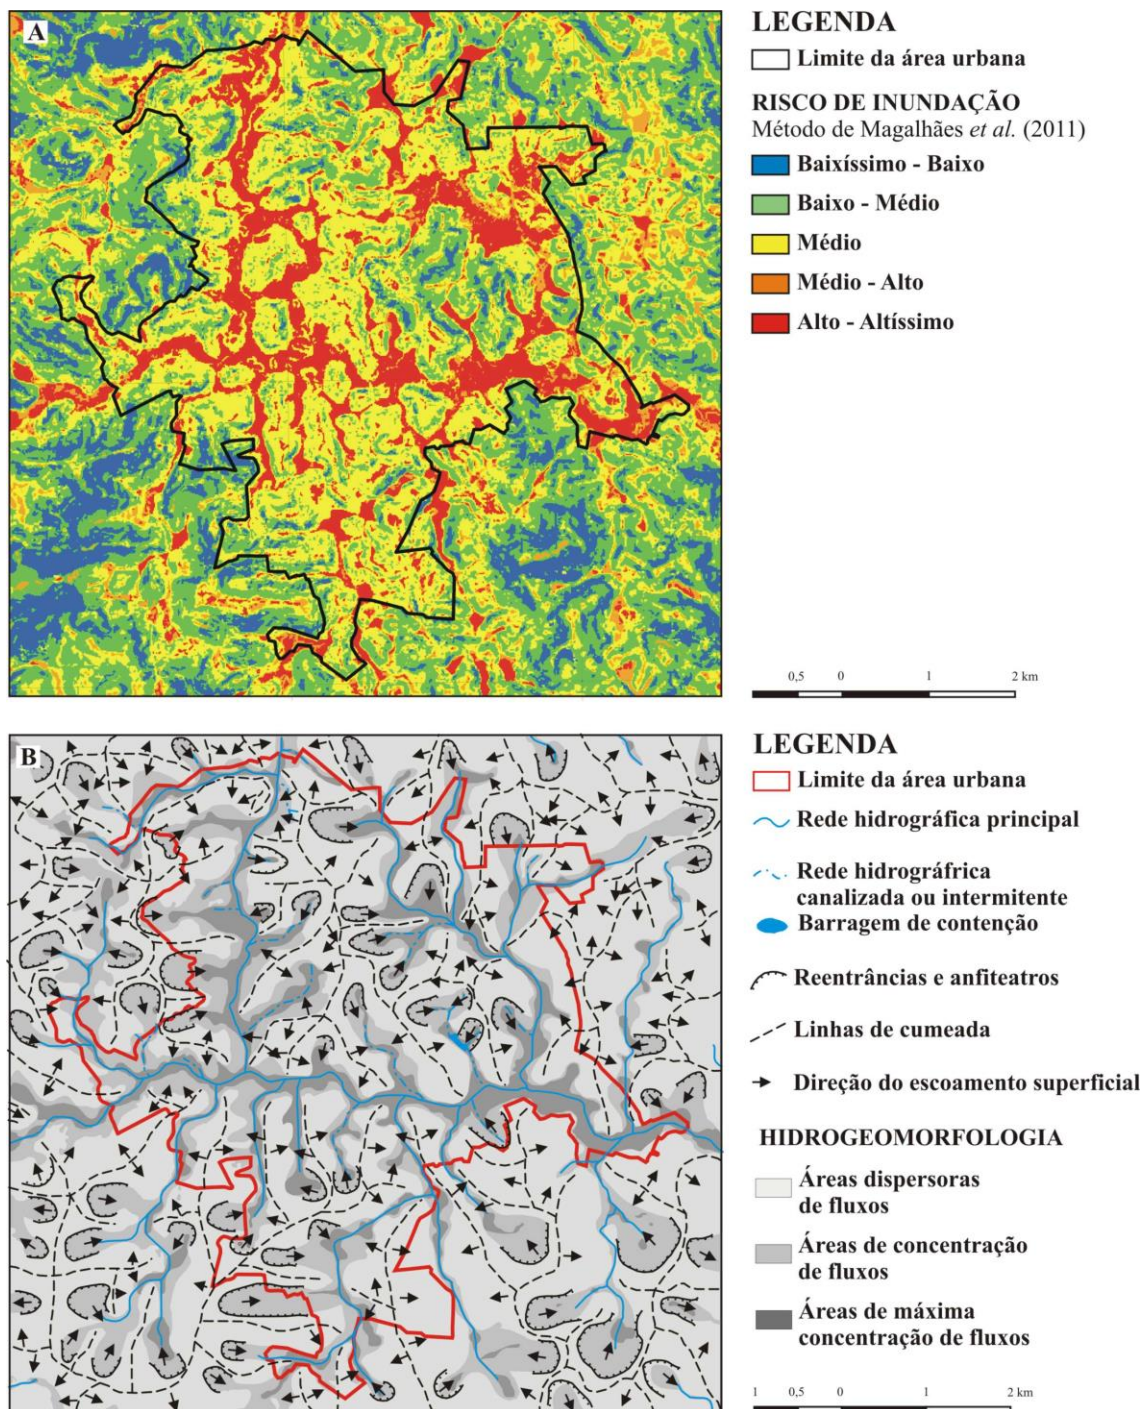 A
LEGENDA
Limite da área urbana
RISCO DE INUNDAÇÃO
Método de Magalhães et al. (2011)
Baixíssimo - Baixo
Baixo - Médio
Médio
Médio - Alto
Alto - Altíssimo
0,5 0 1 2 km
B
LEGENDA
Limite da área urbana
Rede hidrográfica principal
Rede hidrográfrica
canalizada ou intermitente
Barragem de contenção
Reentrâncias e anfiteatros
Linhas de cumeada
Direção do escoamento superficial
HIDROGEOMORFOLOGIA
Áreas dispersoras
de fluxos
Áreas de concentração
de fluxos
Áreas de máxima
concentração de fluxos
1 0,5 0 1 2 km